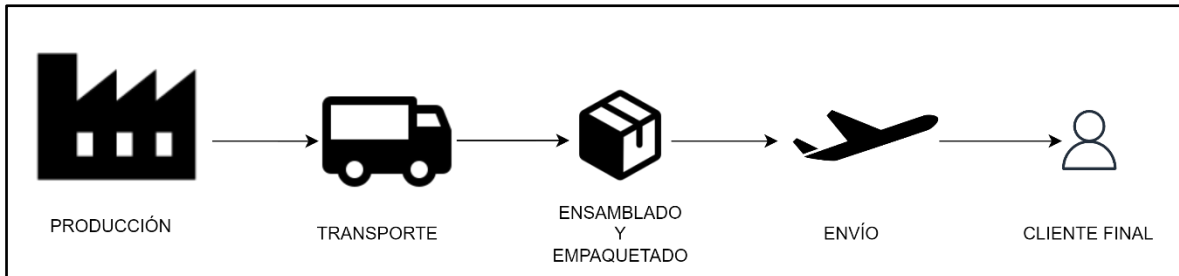 PRODUCCIÓN
TRANSPORTE
ENSAMBLADO
Y
EMPAQUETADO
ENVÍO
CLIENTE FINAL